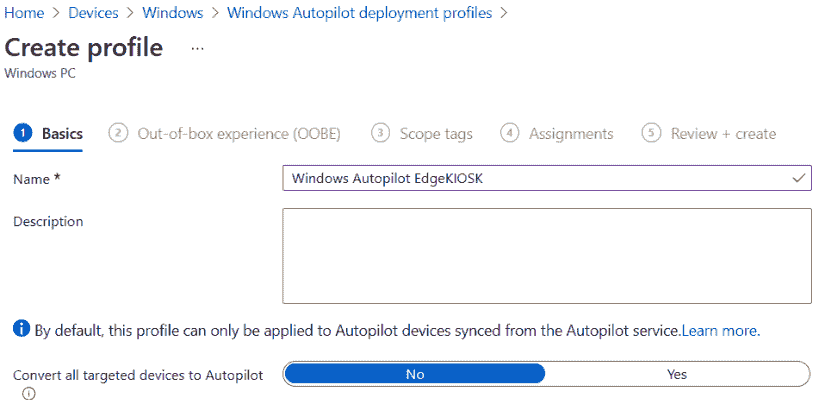 Home > Devices > Windows > Windows Autopilot deployment profiles >
Create profile ...
Windows PC
1 Basics 2 Out-of-box experience (OOBE) 3 Scope tags 4 Assignments 5 Review + create
Name * Windows Autopilot EdgeKIOSK
Description
By default, this profile can only be applied to Autopilot devices synced from the Autopilot service.Learn more.
Convert all targeted devices to Autopilot No Yes